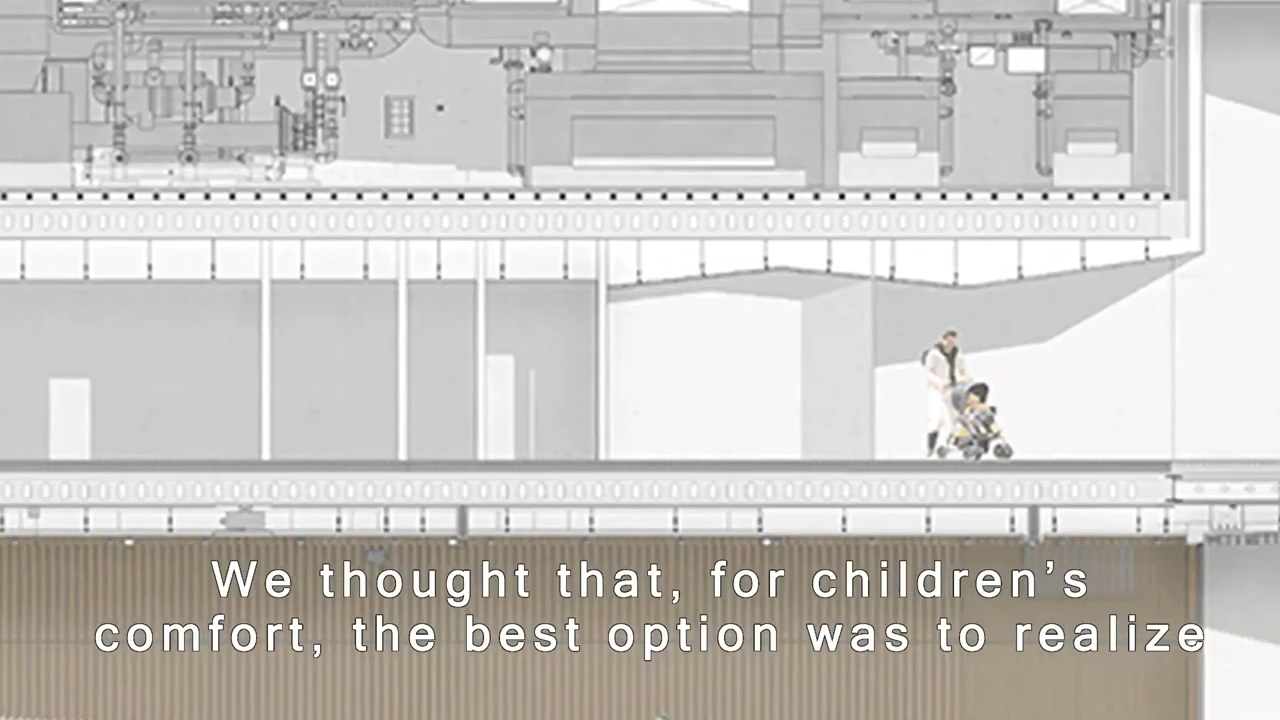 We thought that, for children’s
comfort, the best option was to realize